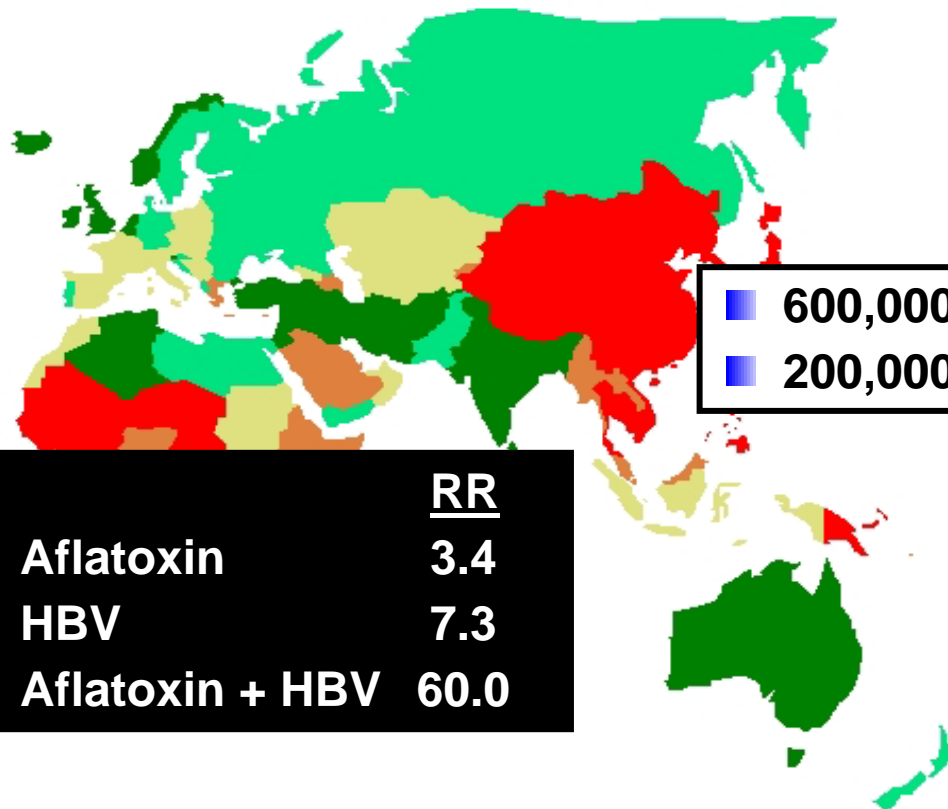 600,000
200,000
RR
Aflatoxin 3.4
HBV 7.3
Aflatoxin + HBV 60.0